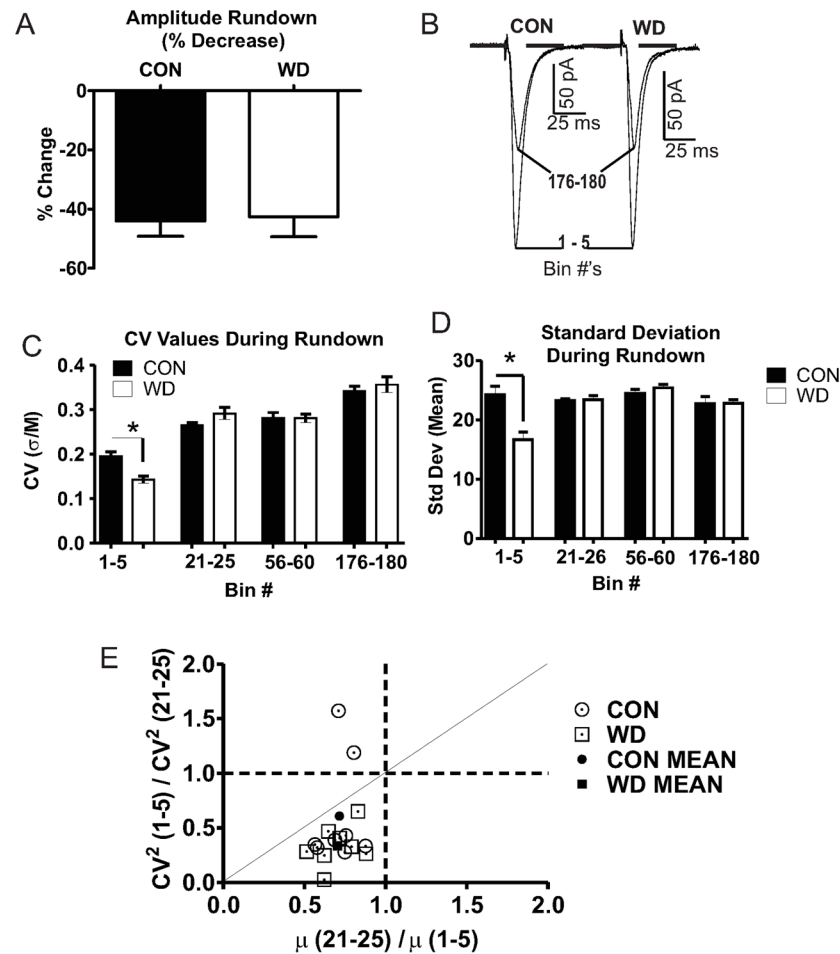 A
Amplitude Rundown
(% Decrease)
CON WD
0
-20
-40
-60
% Change
B
CON WD
50 pA
25 ms
50 pA
25 ms
176-180
1 - 5
Bin #'s
C
CV Values During Rundown
CON
WD
*
0.4
0.3
0.2
0.1
0.0
CV (σ/M)
1-5 21-25 56-60 176-180
Bin #
D
Standard Deviation
During Rundown
*
CON
WD
30
20
10
0
Std Dev (Mean)
1-5 21-26 56-60 176-180
Bin #
E
2.0
1.5
1.0
0.5
0.0
CV² (1-5) / CV² (21-25)
0.0 0.5 1.0 1.5 2.0
μ (21-25) / μ (1-5)
CON
WD
CON MEAN
WD MEAN